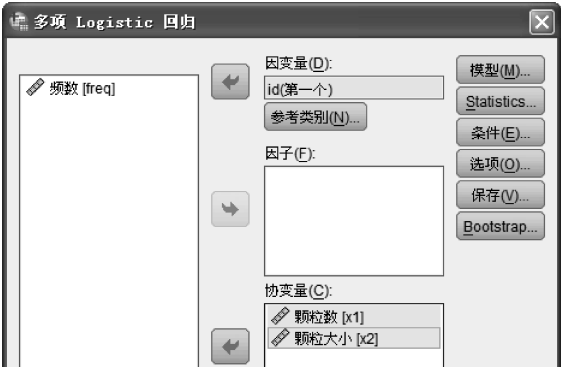 多项 Logistic 回归
频数 [freq]
因变量(D):
id(第一个)
参考类别(N)...
因子(F):
协变量(C):
颗粒数 [x1]
颗粒大小 [x2]
模型(M)...
Statistics...
条件(E)...
选项(O)...
保存(V)...
Bootstrap...